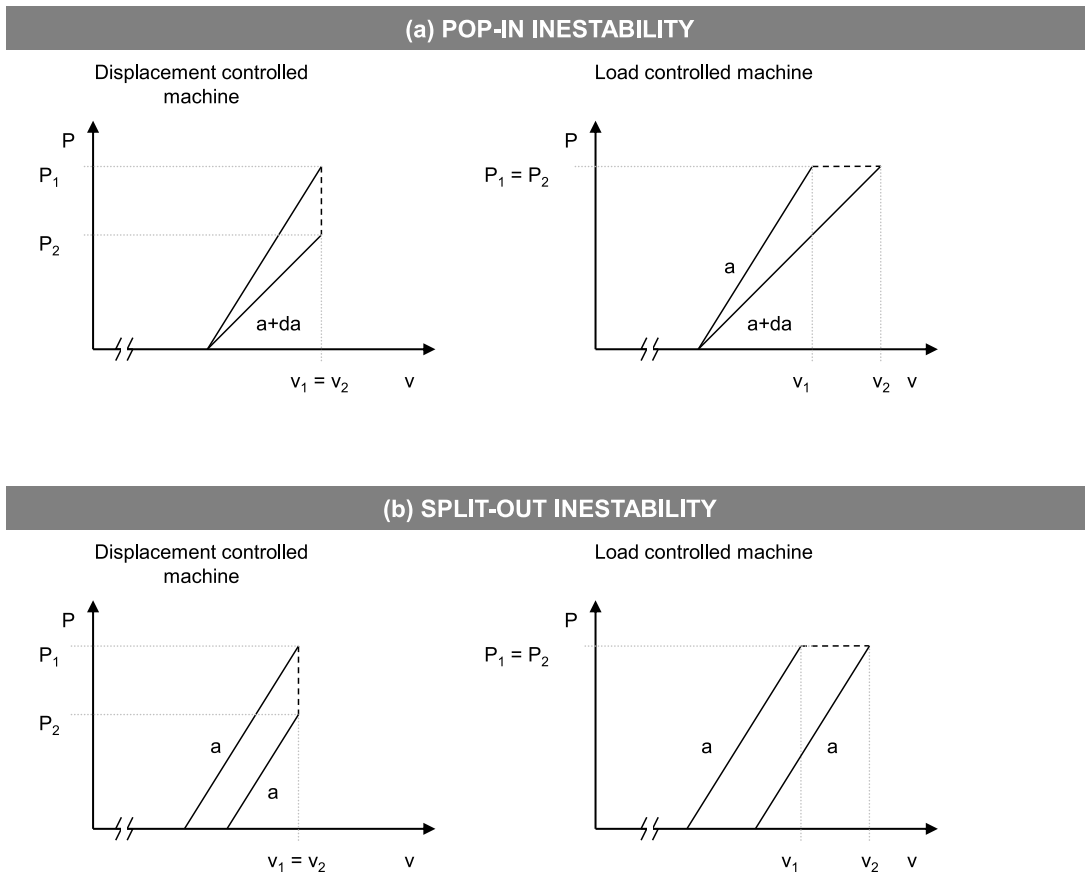 (a) POP-IN INESTABILITY
Displacement controlled
machine
P
P₁
P₂
a+da
v₁ = v₂
v
Load controlled machine
P
P₁ = P₂
a
a+da
v₁
v₂
v
(b) SPLIT-OUT INESTABILITY
Displacement controlled
machine
P
P₁
P₂
a
a
v₁ = v₂
v
Load controlled machine
P
P₁ = P₂
a
a
v₁
v₂
v